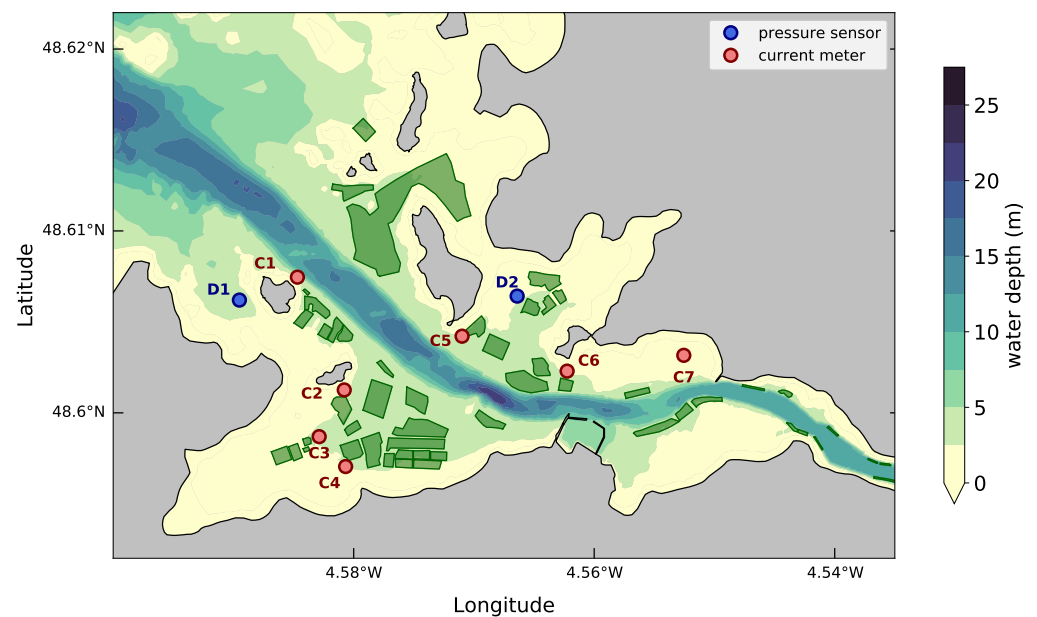 48.62°N
48.61°N
48.6°N
Latitude
4.58°W
4.56°W
4.54°W
Longitude
pressure sensor
current meter
C1
D1
D2
C5
C6
C7
C2
C3
C4
25
20
15
10
5
0
water depth (m)